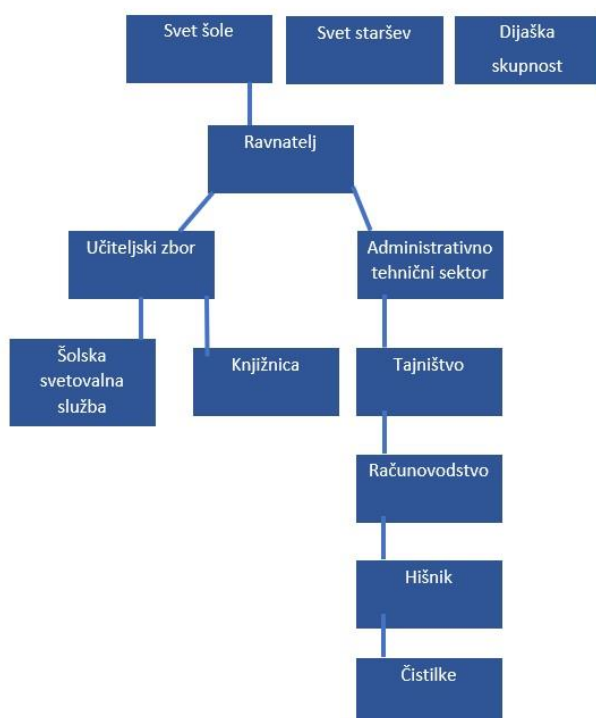 Svet šole
Svet staršev
Dijaška
skupnost
Ravnatelj
Učiteljski zbor
Administrativno
tehnični sektor
Šolska
svetovalna
služba
Knjižnica
Tajništvo
Računovodstvo
Hišnik
Čistilke